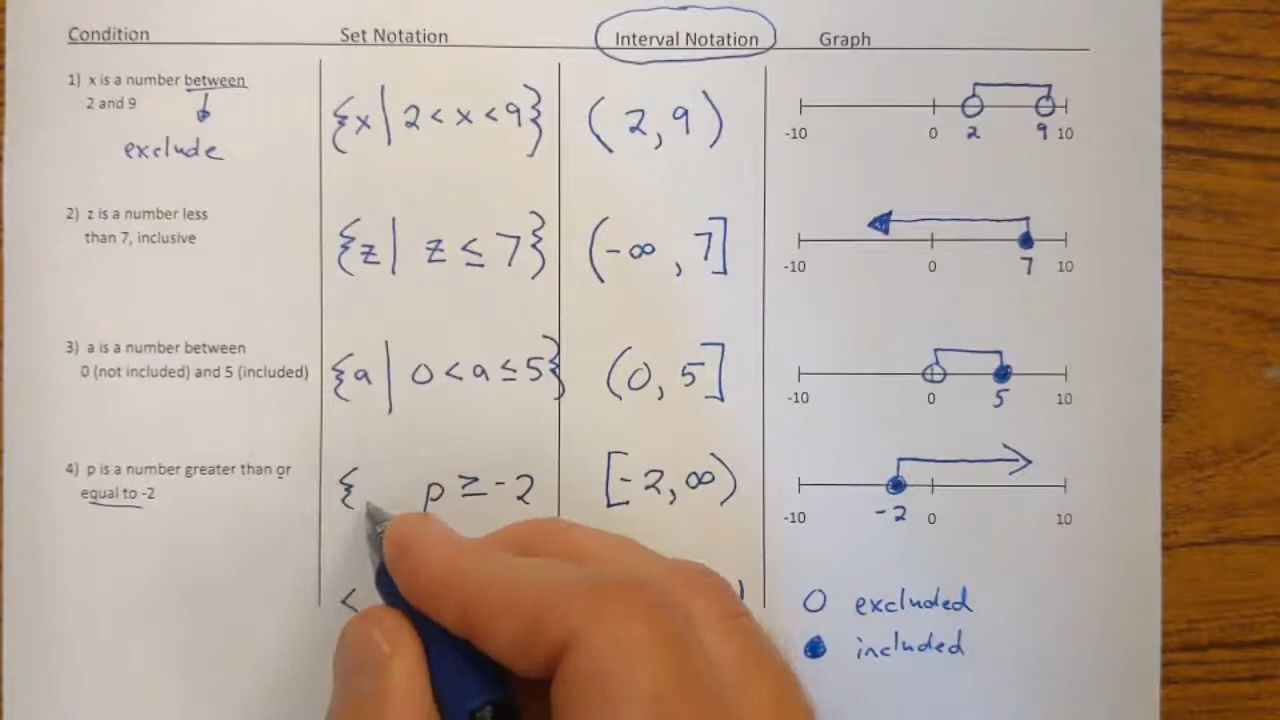 Condition Set Notation Interval Notation Graph
1) x is a number between
2 and 9
exclude
{x| 2 < x < 9}
(2, 9)
-10 0 2 9 10
2) z is a number less
than 7, inclusive
{z| z ≤ 7}
(-∞, 7]
-10 0 7 10
3) a is a number between
0 (not included) and 5 (included)
{a| 0 < a ≤ 5}
(0, 5]
-10 0 5 10
4) p is a number greater than or
equal to -2
{ p ≥ -2
[-2, ∞)
-10 -2 0 10
<
excluded
included